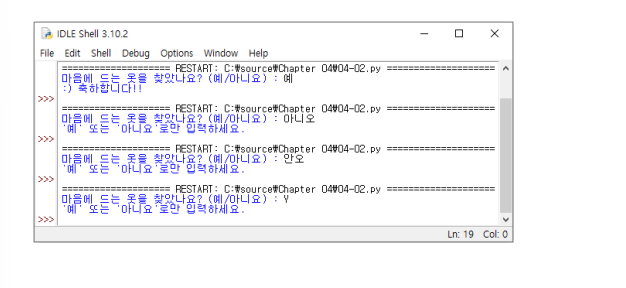 IDLE Shell 3.10.2
File Edit Shell Debug Options Window Help
==================== RESTART: C:₩source₩Chapter 04₩04-02.py ====================
마음에 드는 옷을 찾았나요? (예/아니요) : 예
:) 축하합니다!!
>>>
==================== RESTART: C:₩source₩Chapter 04₩04-02.py ====================
마음에 드는 옷을 찾았나요? (예/아니요) : 아니오
'예' 또는 '아니요'로만 입력하세요.
>>>
==================== RESTART: C:₩source₩Chapter 04₩04-02.py ====================
마음에 드는 옷을 찾았나요? (예/아니요) : 안오
'예' 또는 '아니요'로만 입력하세요.
>>>
==================== RESTART: C:₩source₩Chapter 04₩04-02.py ====================
마음에 드는 옷을 찾았나요? (예/아니요) : Y
'예' 또는 '아니요'로만 입력하세요.
>>>
Ln: 19 Col: 0